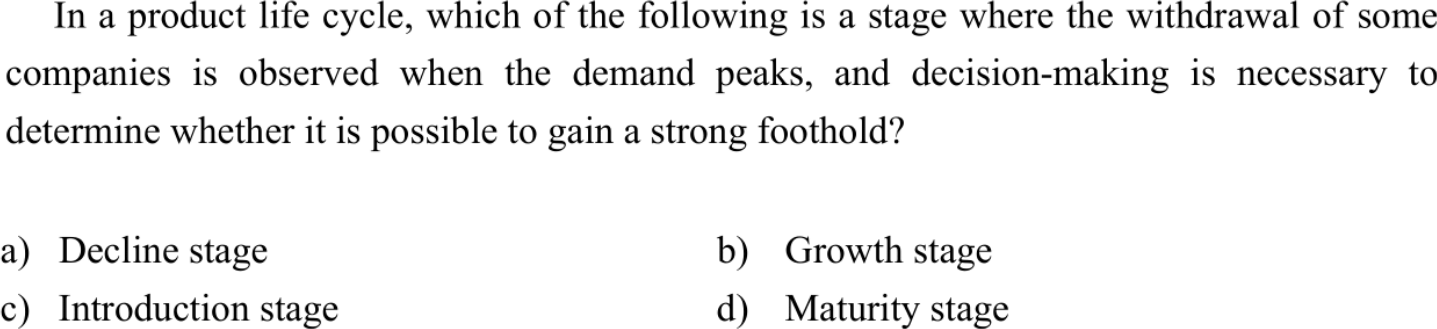 In a product life cycle, which of the following is a stage where the withdrawal of some
companies is observed when the demand peaks, and decision-making is necessary to
determine whether it is possible to gain a strong foothold?
a) Decline stage b) Growth stage
c) Introduction stage d) Maturity stage